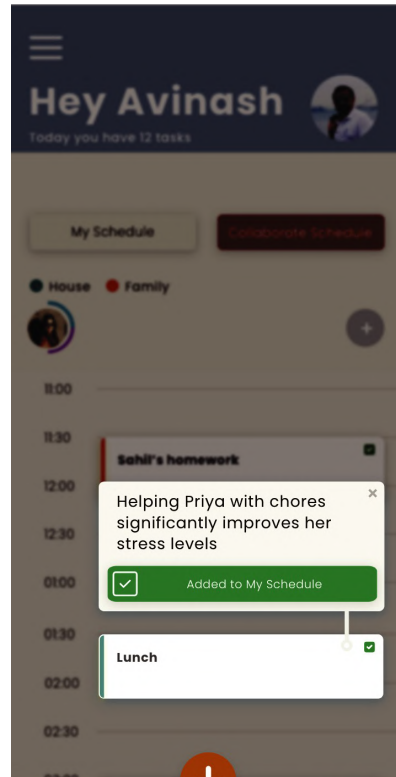 Hey Avinash
Today you have 12 tasks
My Schedule
Collaborate Schedule
House
Family
+
11:00
11:30
Sahil's homework
12:00
Helping Priya with chores
significantly improves her
stress levels
×
12:30
01:00
Added to My Schedule
01:30
Lunch
02:00
02:30